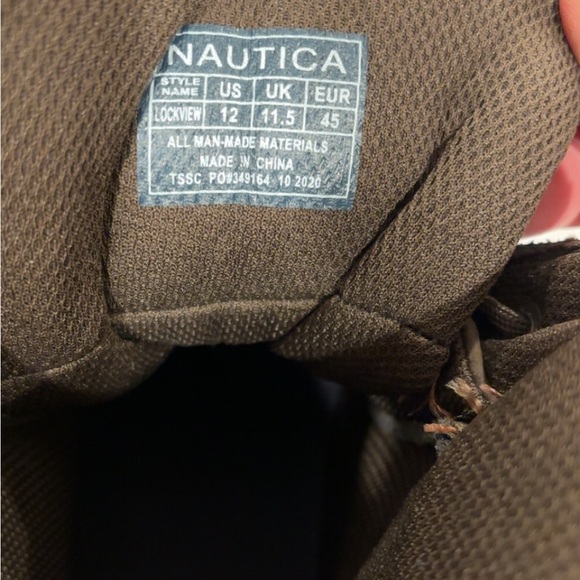 NAUTICA
STYLE NAME US UK EUR
LOCKVIEW 12 11.5 45
ALL MAN-MADE MATERIALS
MADE IN CHINA
TSSC PO#349164 10 2020